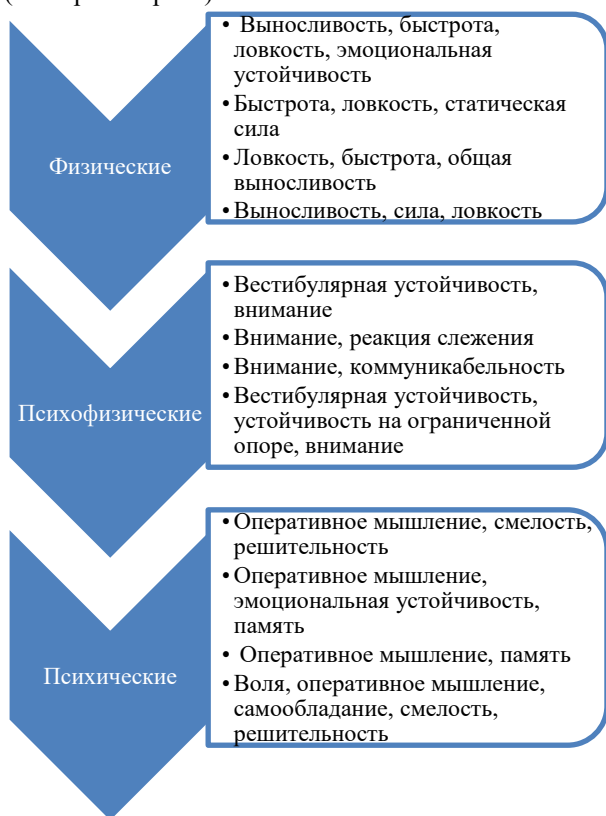 Физические
• Выносливость, быстрота,
ловкость, эмоциональная
устойчивость
• Быстрота, ловкость, статическая
сила
• Ловкость, быстрота, общая
выносливость
• Выносливость, сила, ловкость
Психофизические
• Вестибулярная устойчивость,
внимание
• Внимание, реакция слежения
• Внимание, коммуникабельность
• Вестибулярная устойчивость,
устойчивость на ограниченной
опоре, внимание
Психические
• Оперативное мышление, смелость,
решительность
• Оперативное мышление,
эмоциональная устойчивость,
память
• Оперативное мышление, память
• Воля, оперативное мышление,
самообладание, смелость,
решительность